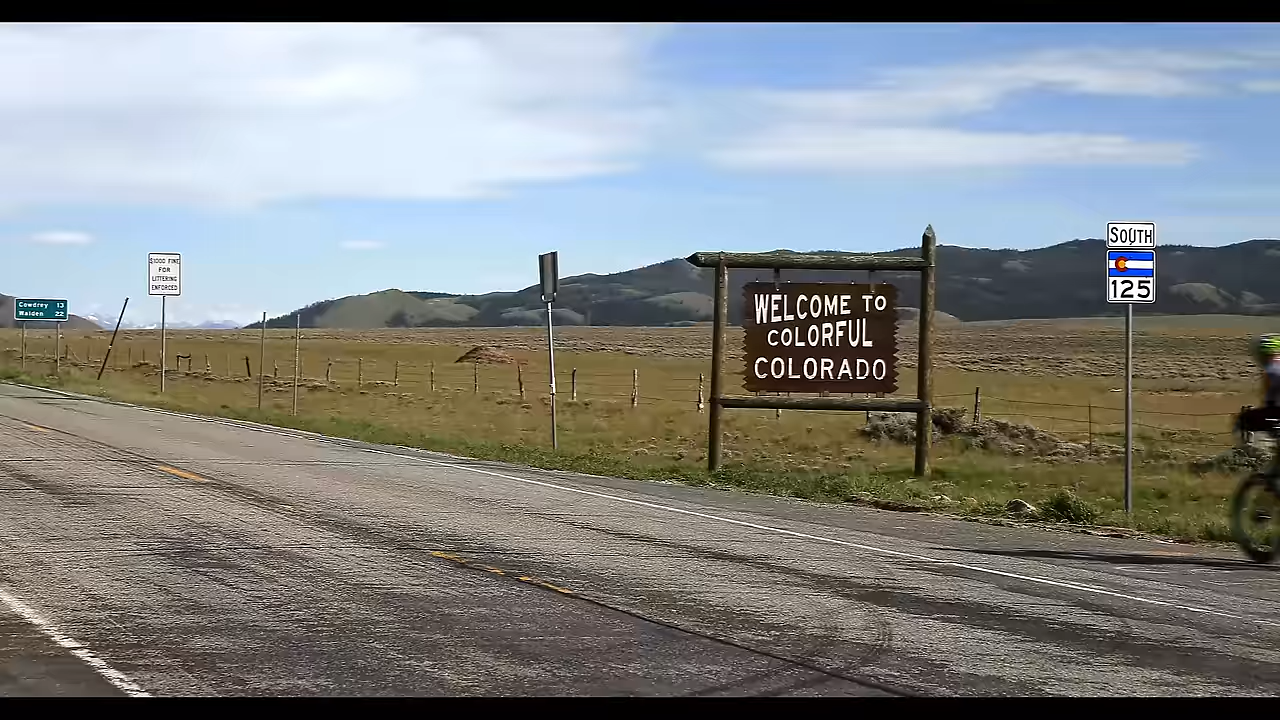 Cowdrey 13
Walden 22
$1000 FINE
FOR
LITTERING
ENFORCED
WELCOME TO
COLORFUL
COLORADO
SOUTH
125